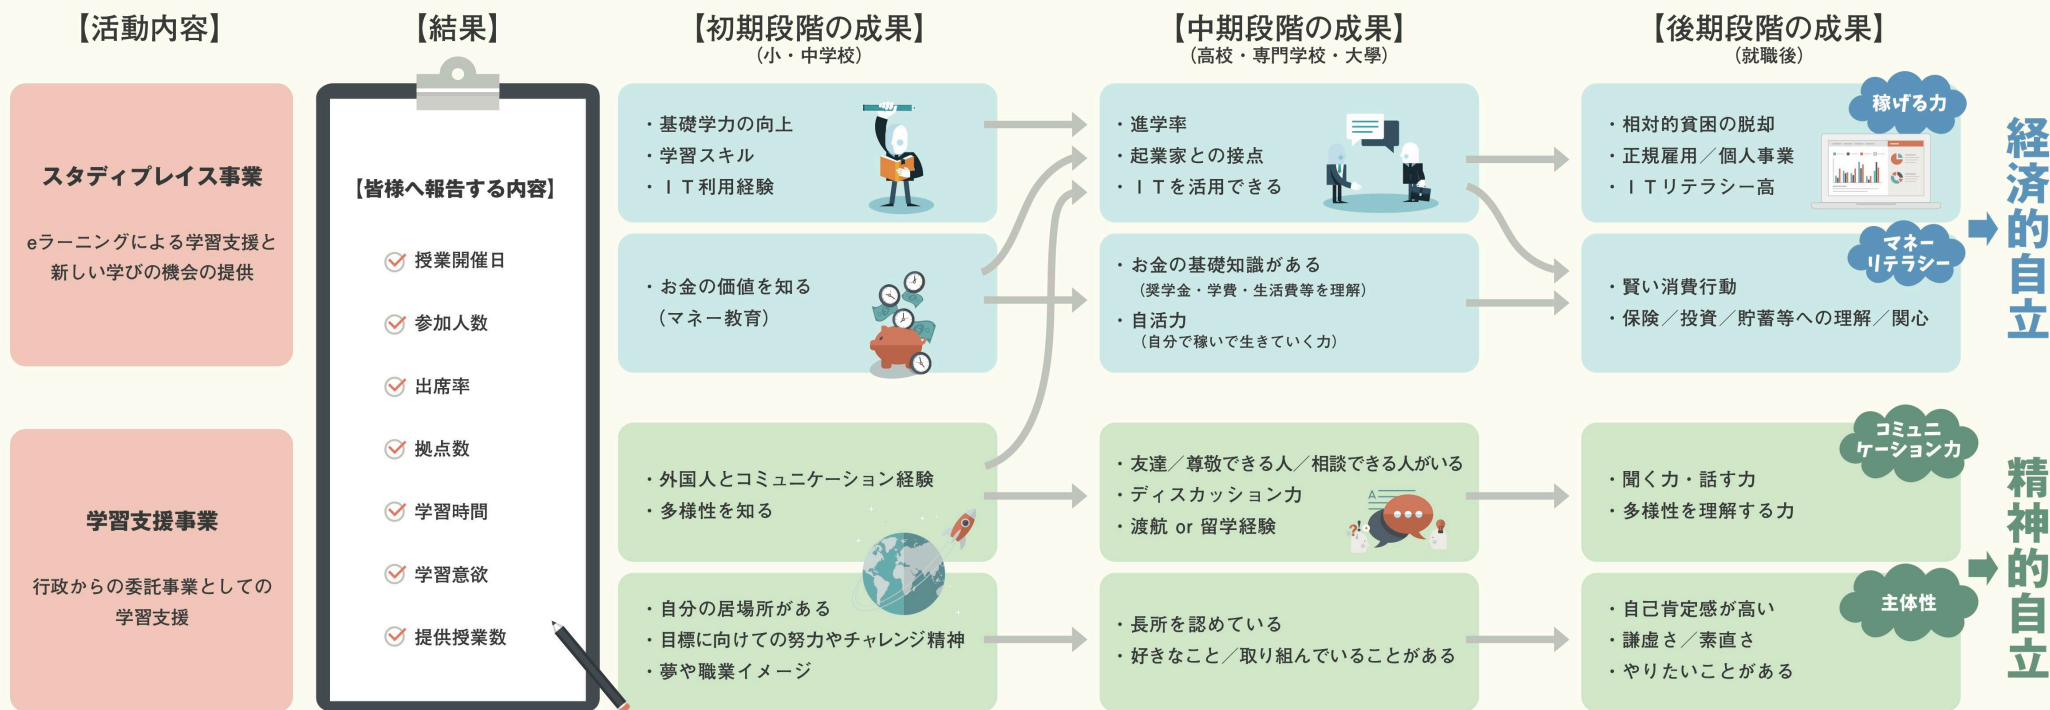 【活動内容】
スタディプレイス事業
eラーニングによる学習支援と
新しい学びの機会の提供
学習支援事業
行政からの委託事業としての
学習支援
【結果】
【皆様へ報告する内容】
授業開催日
参加人数
出席率
拠点数
学習時間
学習意欲
提供授業数
【初期段階の成果】
(小・中学校)
・基礎学力の向上
・学習スキル
・IT利用経験
・お金の価値を知る
(マネー教育)
・外国人とコミュニケーション経験
・多様性を知る
・自分の居場所がある
・目標に向けての努力やチャレンジ精神
・夢や職業イメージ
【中期段階の成果】
(高校・専門学校・大學)
・進学率
・起業家との接点
・ITを活用できる
・お金の基礎知識がある
(奨学金・学費・生活費等を理解)
・自活力
(自分で稼いで生きていく力)
・友達/尊敬できる人/相談できる人がいる
・ディスカッション力
・渡航 or 留学経験
A
?!
・長所を認めている
・好きなこと/取り組んでいることがある
【後期段階の成果】
(就職後)
稼げる力
・相対的貧困の脱却
・正規雇用/個人事業
・ITリテラシー高
マネー
リテラシー
・賢い消費行動
・保険/投資/貯蓄等への理解/関心
コミュニ
ケーション力
・聞く力・話す力
・多様性を理解する力
主体性
・自己肯定感が高い
・謙虚さ/素直さ
・やりたいことがある
経済的自立
精神的自立